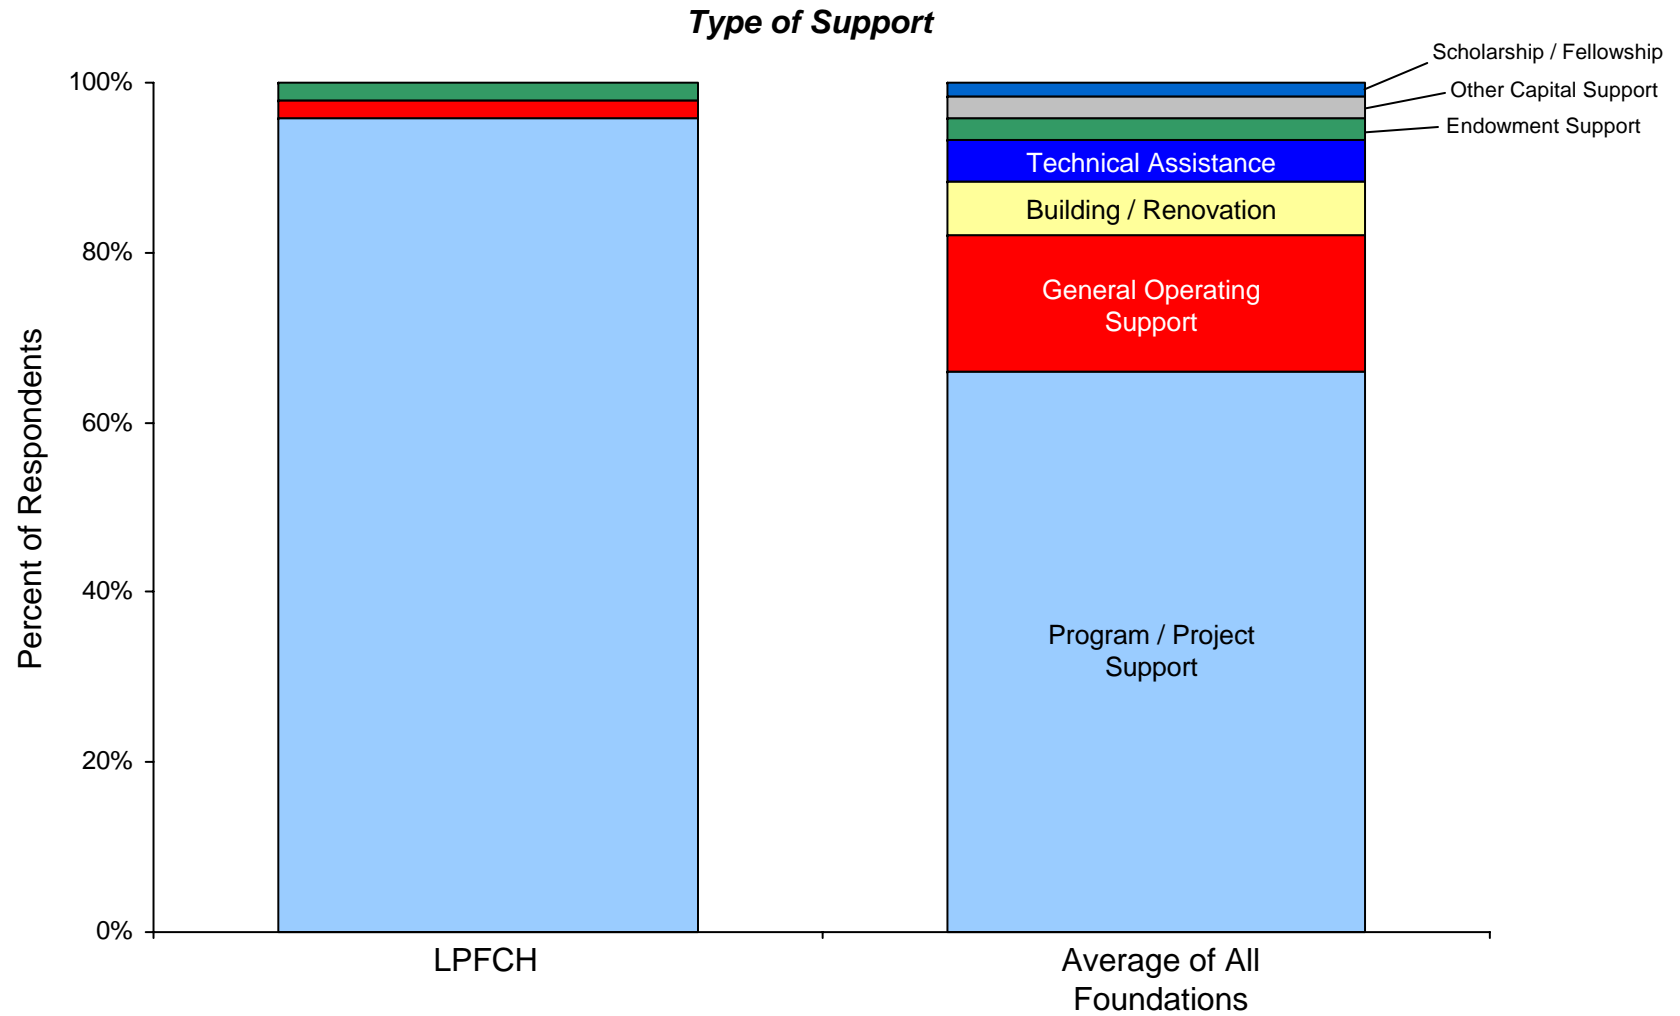 Type of Support
Scholarship / Fellowship
Other Capital Support
Endowment Support
100%
80%
60%
40%
20%
0%
Percent of Respondents
Technical Assistance
Building / Renovation
General Operating
Support
Program / Project
Support
LPFCH
Average of All
Foundations